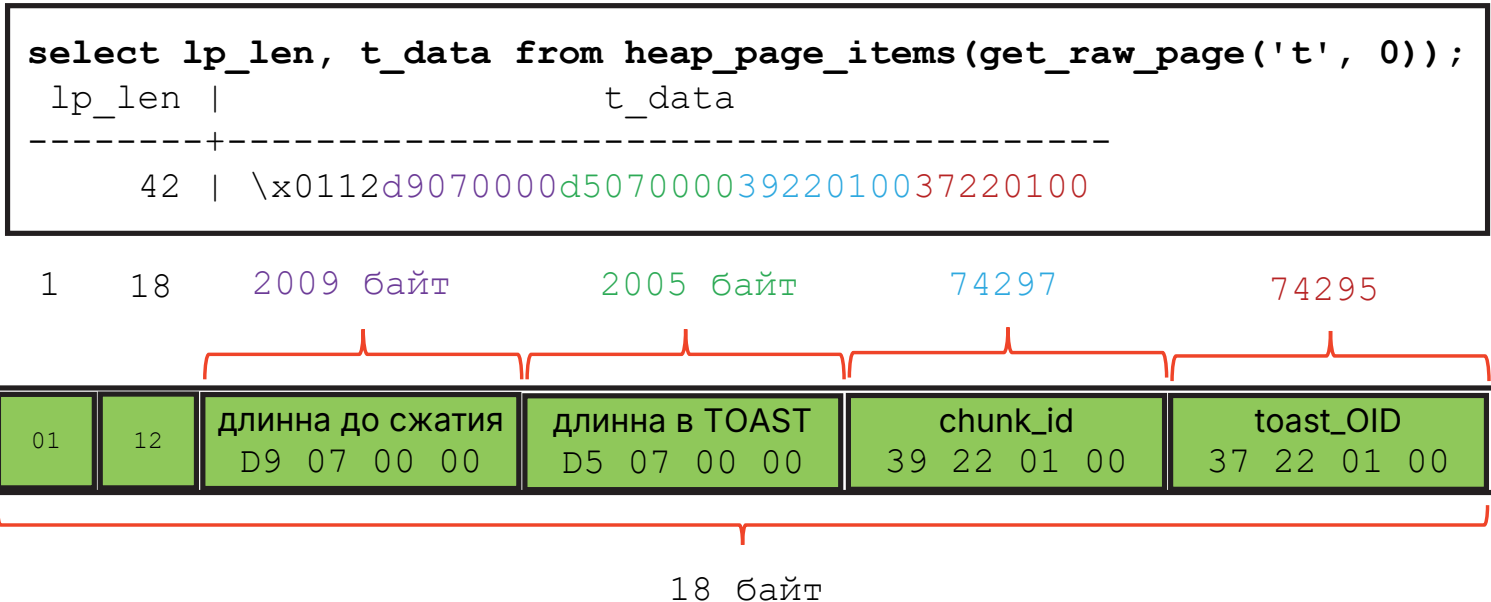 select lp_len, t_data from heap_page_items(get_raw_page('t', 0));
lp_len | t_data
--------+-----------------------------------------
42 | \x0112d9070000d50700003922010037220100
1 18 2009 байт 2005 байт 74297 74295
01 12 длинна до сжатия длинна в TOAST chunk_id toast_OID
D9 07 00 00 D5 07 00 00 39 22 01 00 37 22 01 00
18 байт